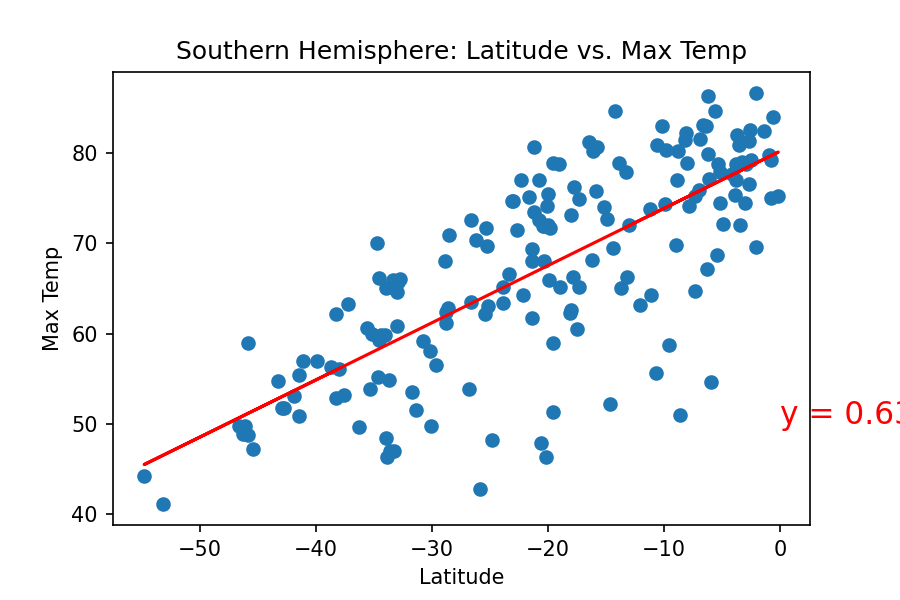 Southern Hemisphere: Latitude vs. Max Temp
Max Temp
80
70
60
50
40
y = 0.63
−50
−40
−30
−20
−10
0
Latitude